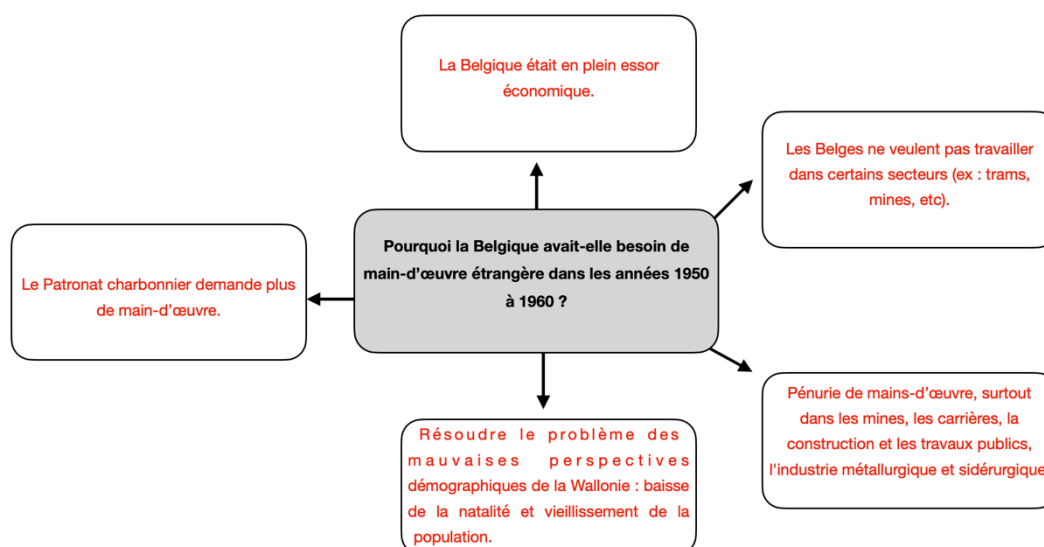 La Belgique était en plein essor
économique.
Les Belges ne veulent pas travailler
dans certains secteurs (ex : trams,
mines, etc).
Pourquoi la Belgique avait-elle besoin de
main-d’œuvre étrangère dans les années 1950
à 1960 ?
Le Patronat charbonnier demande plus
de main-d’œuvre.
Pénurie de mains-d’œuvre, surtout
dans les mines, les carrières, la
construction et les travaux publics,
l'industrie métallurgique et sidérurgique
Résoudre le problème des
mauvaises perspectives
démographiques de la Wallonie : baisse
de la natalité et vieillissement de la
population.